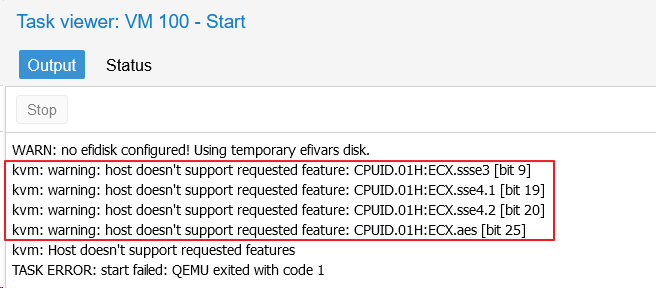 Task viewer: VM 100 - Start
Output Status
Stop
WARN: no efidisk configured! Using temporary efivars disk.
kvm: warning: host doesn't support requested feature: CPUID.01H:ECX.ssse3 [bit 9]
kvm: warning: host doesn't support requested feature: CPUID.01H:ECX.sse4.1 [bit 19]
kvm: warning: host doesn't support requested feature: CPUID.01H:ECX.sse4.2 [bit 20]
kvm: warning: host doesn't support requested feature: CPUID.01H:ECX.aes [bit 25]
kvm: Host doesn't support requested features
TASK ERROR: start failed: QEMU exited with code 1